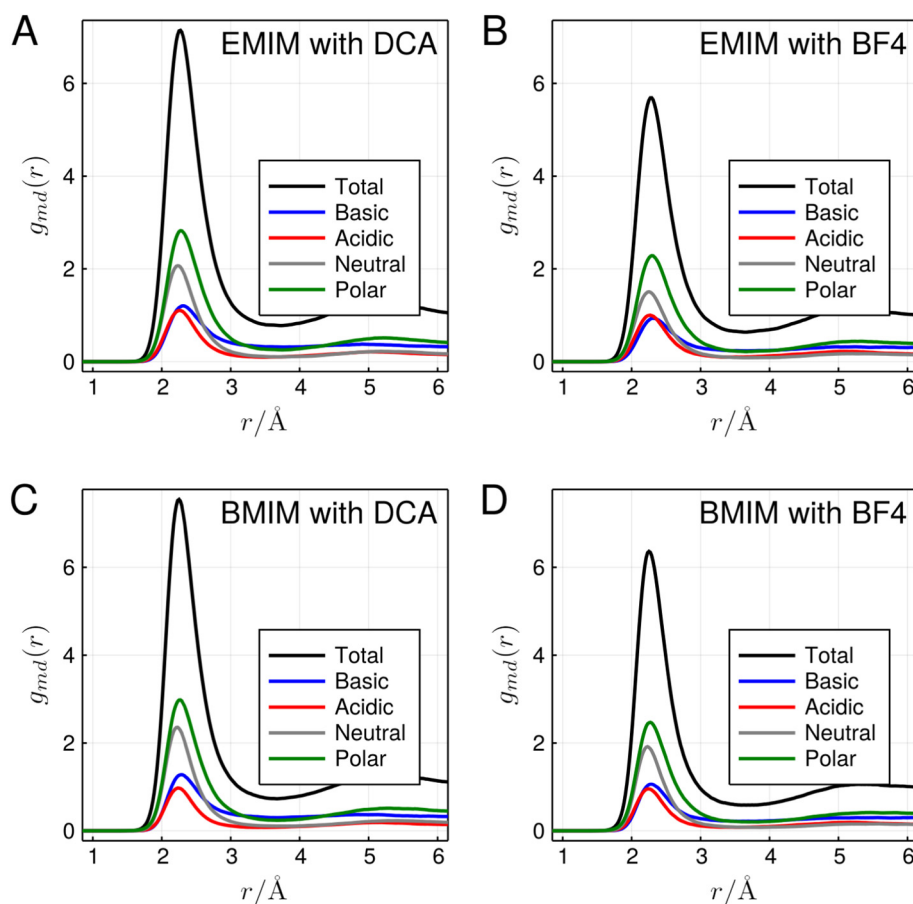 A
EMIM with DCA
6
4
2
0
g_md(r)
Total
Basic
Acidic
Neutral
Polar
1 2 3 4 5 6
r/Å
B
EMIM with BF4
6
4
2
0
g_md(r)
Total
Basic
Acidic
Neutral
Polar
1 2 3 4 5 6
r/Å
C
BMIM with DCA
6
4
2
0
g_md(r)
Total
Basic
Acidic
Neutral
Polar
1 2 3 4 5 6
r/Å
D
BMIM with BF4
6
4
2
0
g_md(r)
Total
Basic
Acidic
Neutral
Polar
1 2 3 4 5 6
r/Å